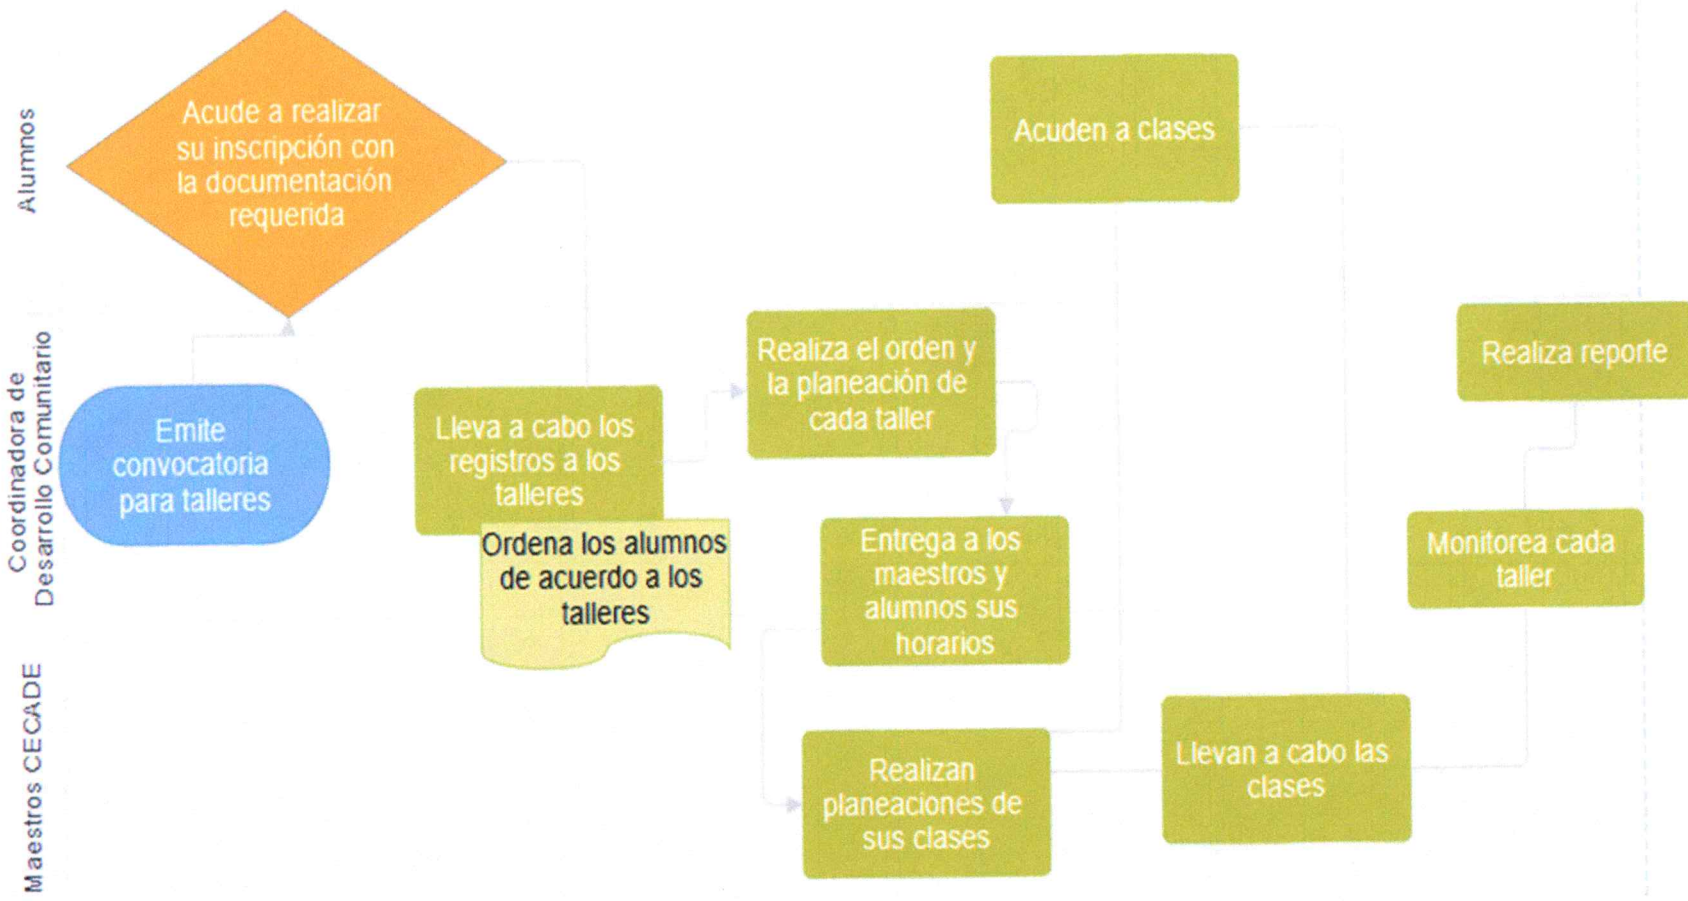 Alumnos
Acude a realizar
su inscripción con
la documentación
requerida
Acuden a clases
Coordinadora de
Desarrollo Comunitario
Emite
convocatoria
para talleres
Lleva a cabo los
registros a los
talleres
Ordena los alumnos
de acuerdo a los
talleres
Realiza el orden y
la planeación de
cada taller
Entrega a los
maestros y
alumnos sus
horarios
Realiza reporte
Monitorea cada
taller
Maestros CECADE
Realizan
planeaciones de
sus clases
Llevan a cabo las
clases